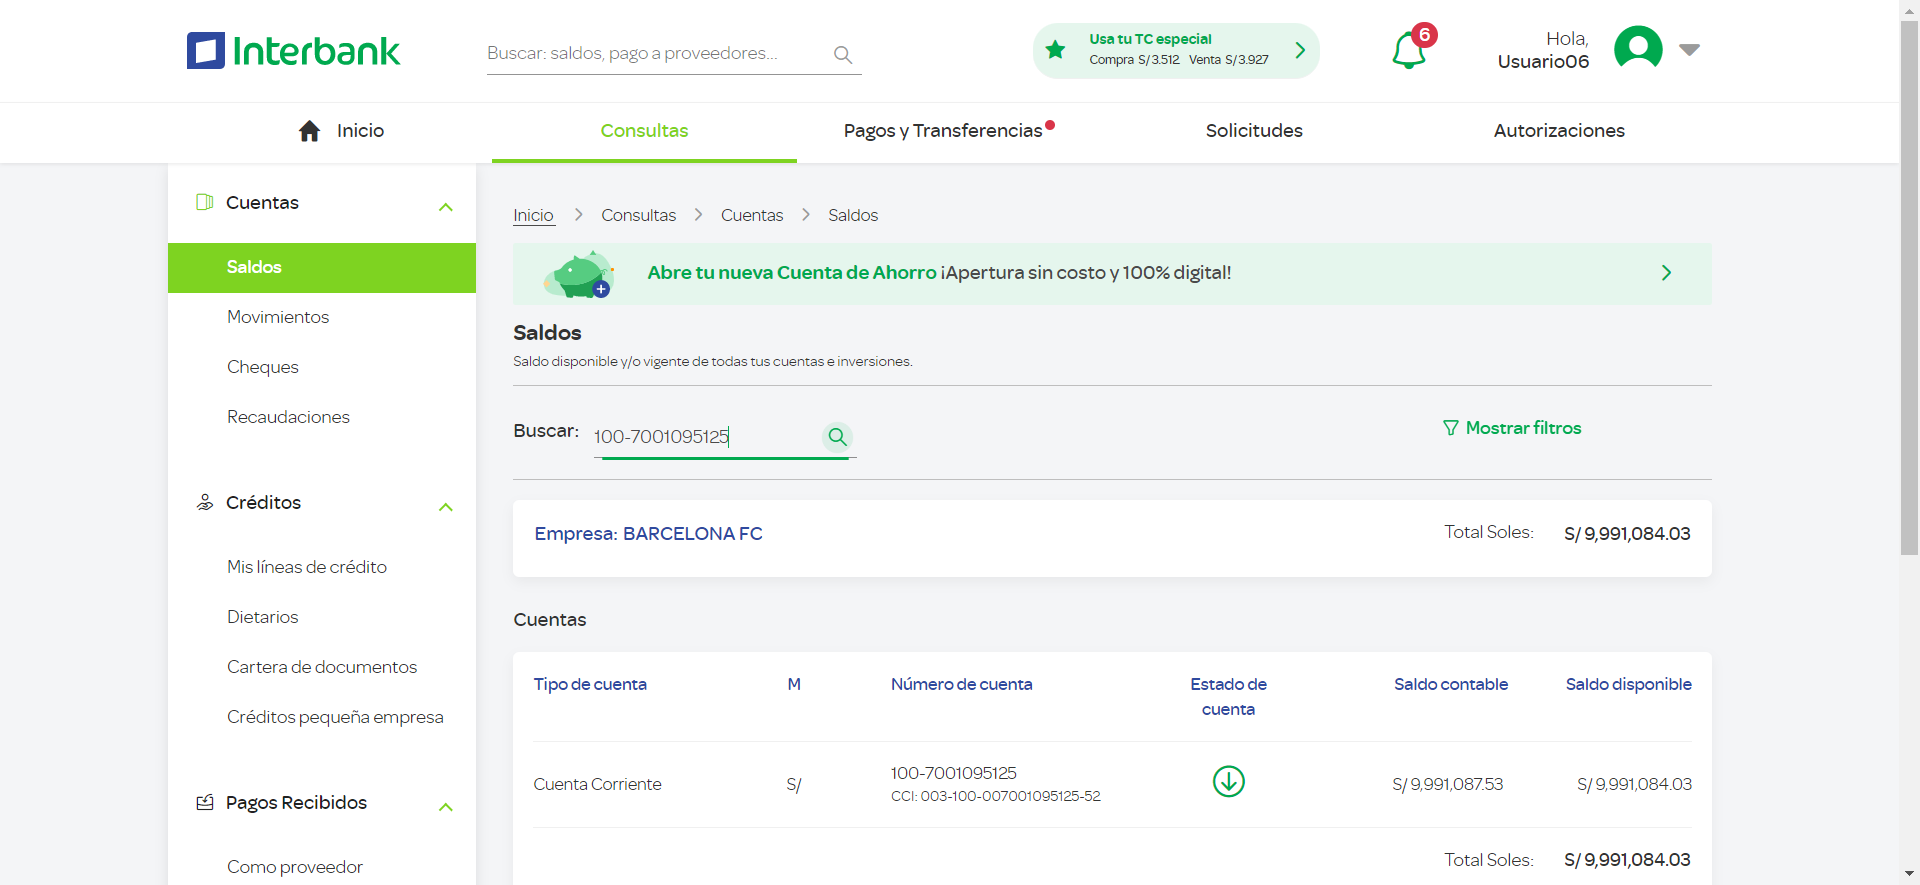 Interbank
Buscar: saldos, pago a proveedores...
Usa tu TC especial
Compra S/3.512 Venta S/3.927
6
Hola,
Usuario06
Inicio
Consultas
Pagos y Transferencias
Solicitudes
Autorizaciones
Cuentas
Saldos
Movimientos
Cheques
Recaudaciones
Créditos
Mis líneas de crédito
Dietarios
Cartera de documentos
Créditos pequeña empresa
Pagos Recibidos
Como proveedor
Inicio > Consultas > Cuentas > Saldos
Abre tu nueva Cuenta de Ahorro ¡Apertura sin costo y 100% digital!
Saldos
Saldo disponible y/o vigente de todas tus cuentas e inversiones.
Buscar: 100-7001095125
Mostrar filtros
Empresa: BARCELONA FC
Total Soles: S/ 9,991,084.03
Cuentas
Tipo de cuenta M Número de cuenta Estado de cuenta Saldo contable Saldo disponible
Cuenta Corriente S/ 100-7001095125 S/ 9,991,087.53 S/ 9,991,084.03
CCI: 003-100-007001095125-52
Total Soles: S/ 9,991,084.03